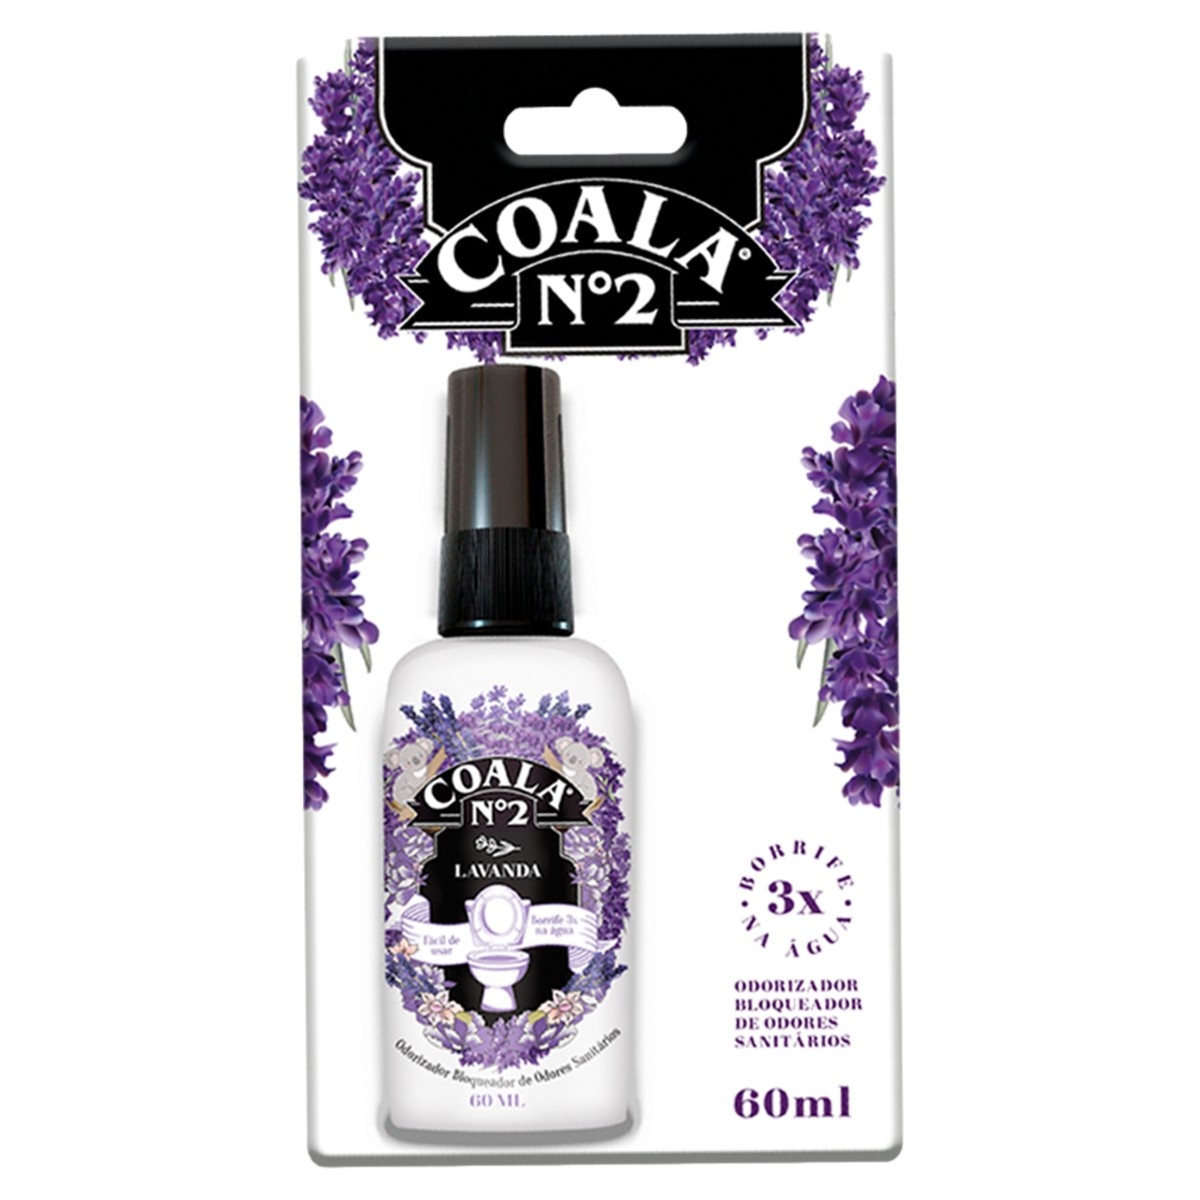 COALA
Nº2
COALA
Nº2
LAVANDA
Fácil de
usar
Borrife 3x
na água
Odorizador Bloqueador de Odores Sanitários
60 ML
BORRIFE
3x
NA ÁGUA
ODORIZADOR
BLOQUEADOR
DE ODORES
SANITÁRIOS
60ml